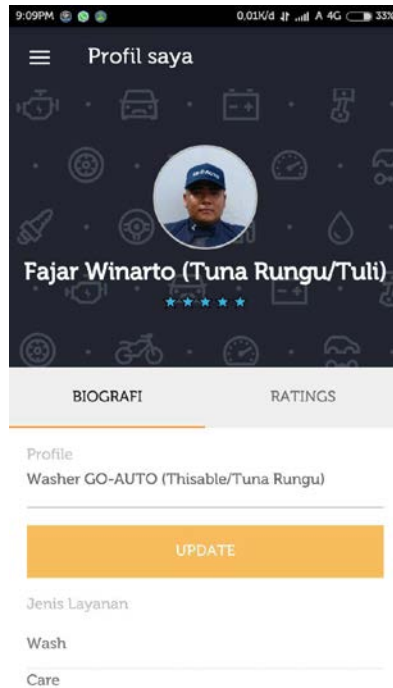 9:09PM 0,01K/d A 4G 33%
Profil saya
Fajar Winarto (Tuna Rungu/Tuli)
BIOGRAFI RATINGS
Profile
Washer GO-AUTO (Thisable/Tuna Rungu)
UPDATE
Jenis Layanan
Wash
Care